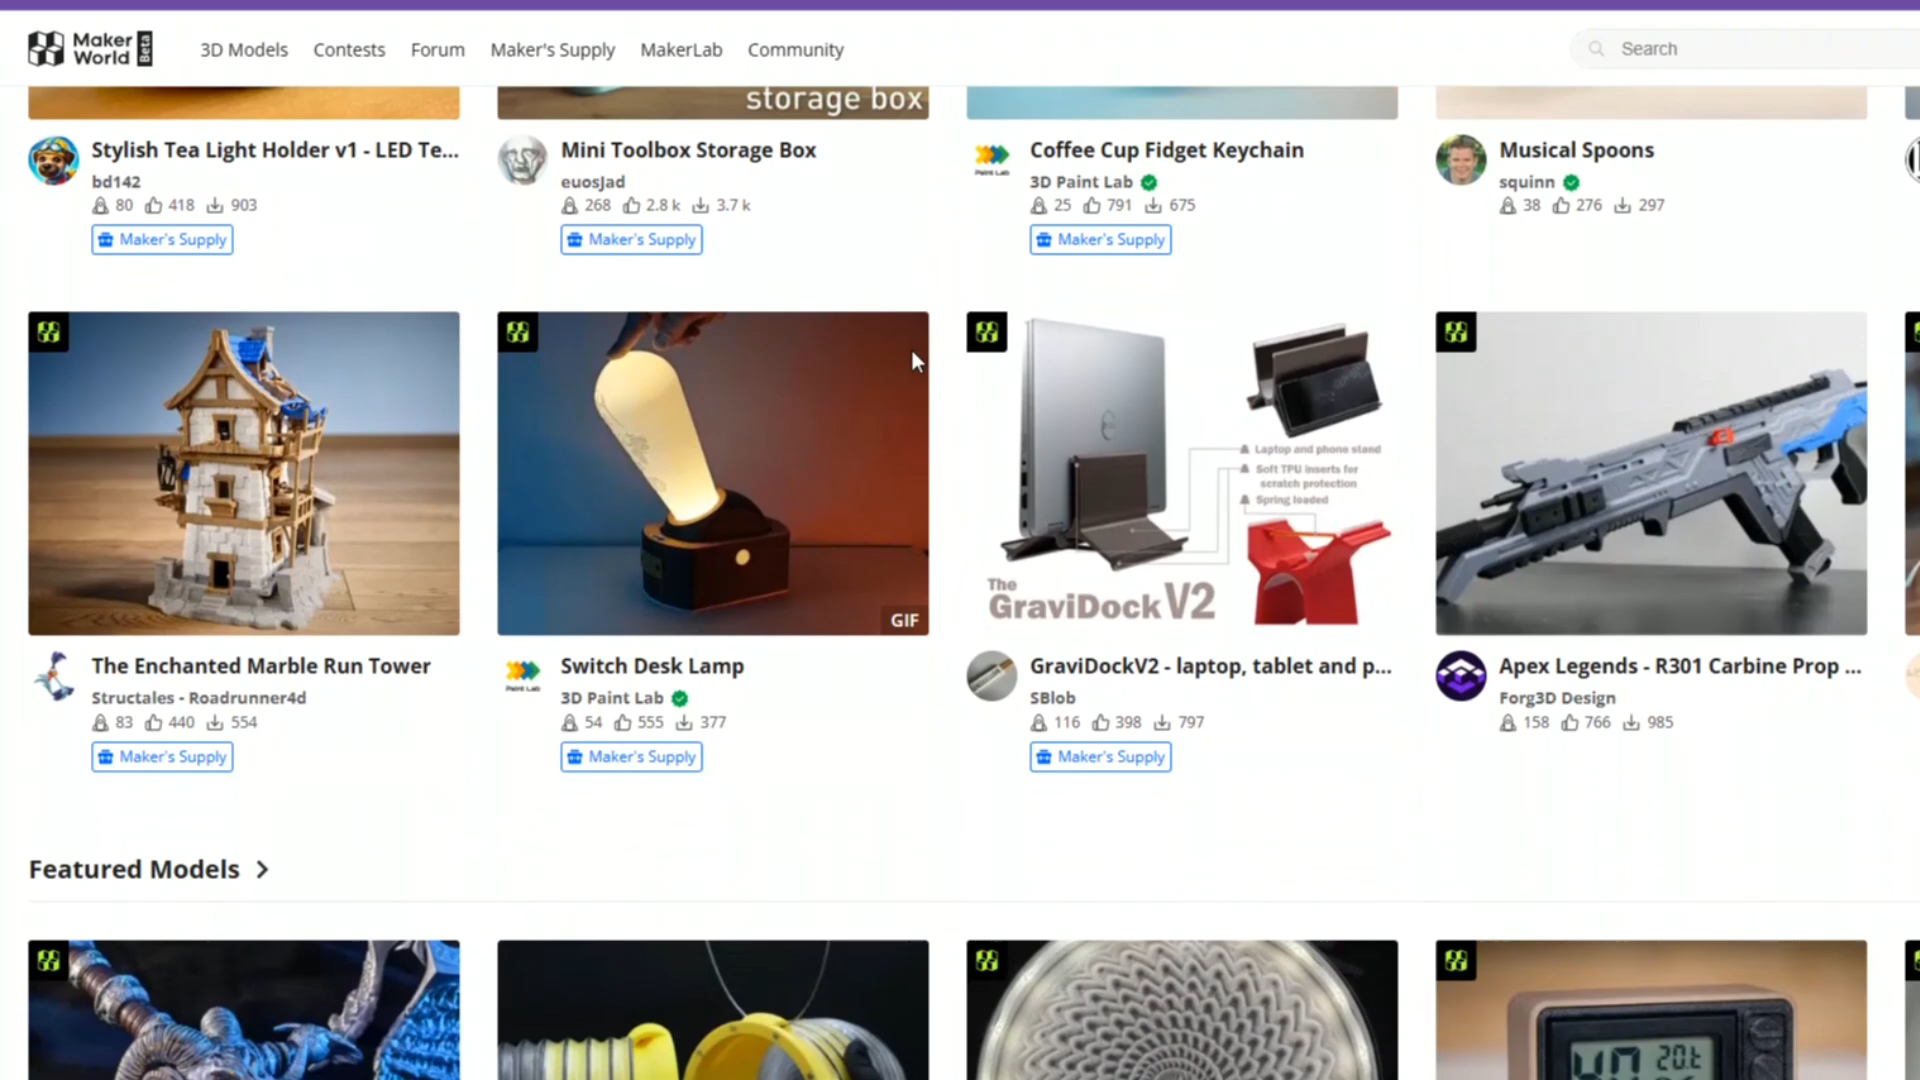 Maker World Beta
3D Models Contests Forum Maker's Supply MakerLab Community
Search
storage box
Stylish Tea Light Holder v1 - LED Te...
bd142
80 418 903
Maker's Supply
Mini Toolbox Storage Box
euosJad
268 2.8 k 3.7 k
Maker's Supply
Paint Lab
Coffee Cup Fidget Keychain
3D Paint Lab
25 791 675
Maker's Supply
Musical Spoons
squinn
38 276 297
GIF
Laptop and phone stand
Soft TPU inserts for
scratch protection
Spring loaded
The
GraviDock V2
The Enchanted Marble Run Tower
Structales - Roadrunner4d
83 440 554
Maker's Supply
Paint Lab
Switch Desk Lamp
3D Paint Lab
54 555 377
Maker's Supply
GraviDockV2 - laptop, tablet and p...
SBlob
116 398 797
Maker's Supply
Apex Legends - R301 Carbine Prop ...
Forg3D Design
158 766 985
Featured Models